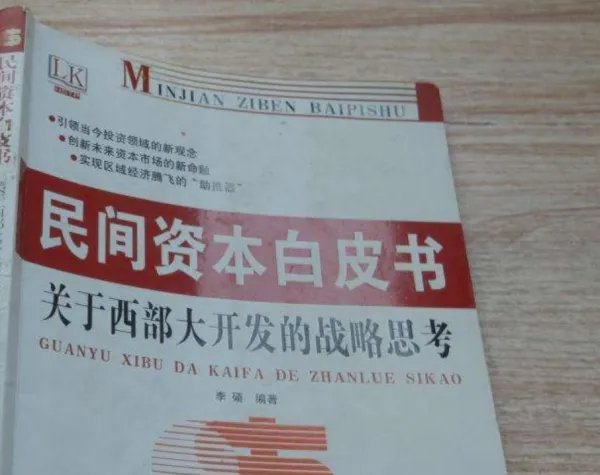 民间资本白皮书
LK
MINJIAN ZIBEN BAIPISHU
•引领当今投资领域的新观念
•创新未来资本市场的新命题
•实现区域经济腾飞的“助推器”
民间资本白皮书
关于西部大开发的战略思考
GUANYU XIBU DA KAIFA DE ZHANLUE SIKAO
李硕 编著